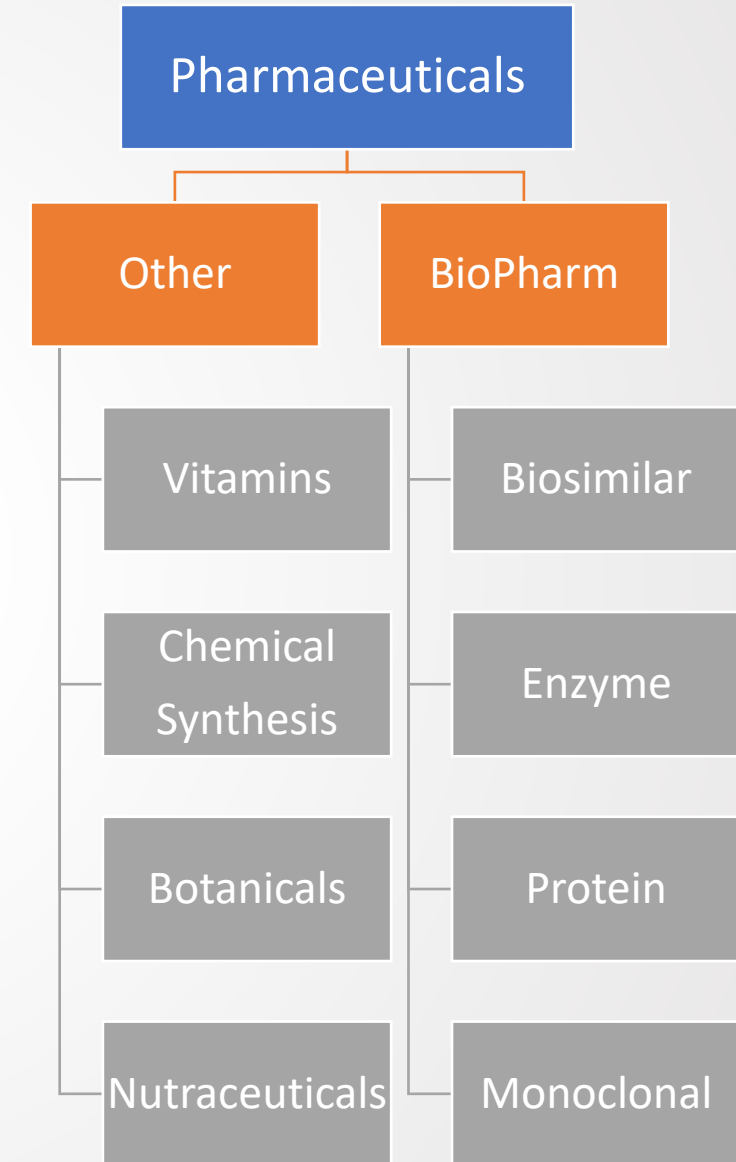 Pharmaceuticals
Other
BioPharm
Vitamins
Biosimilar
Chemical
Synthesis
Enzyme
Botanicals
Protein
Nutraceuticals
Monoclonal